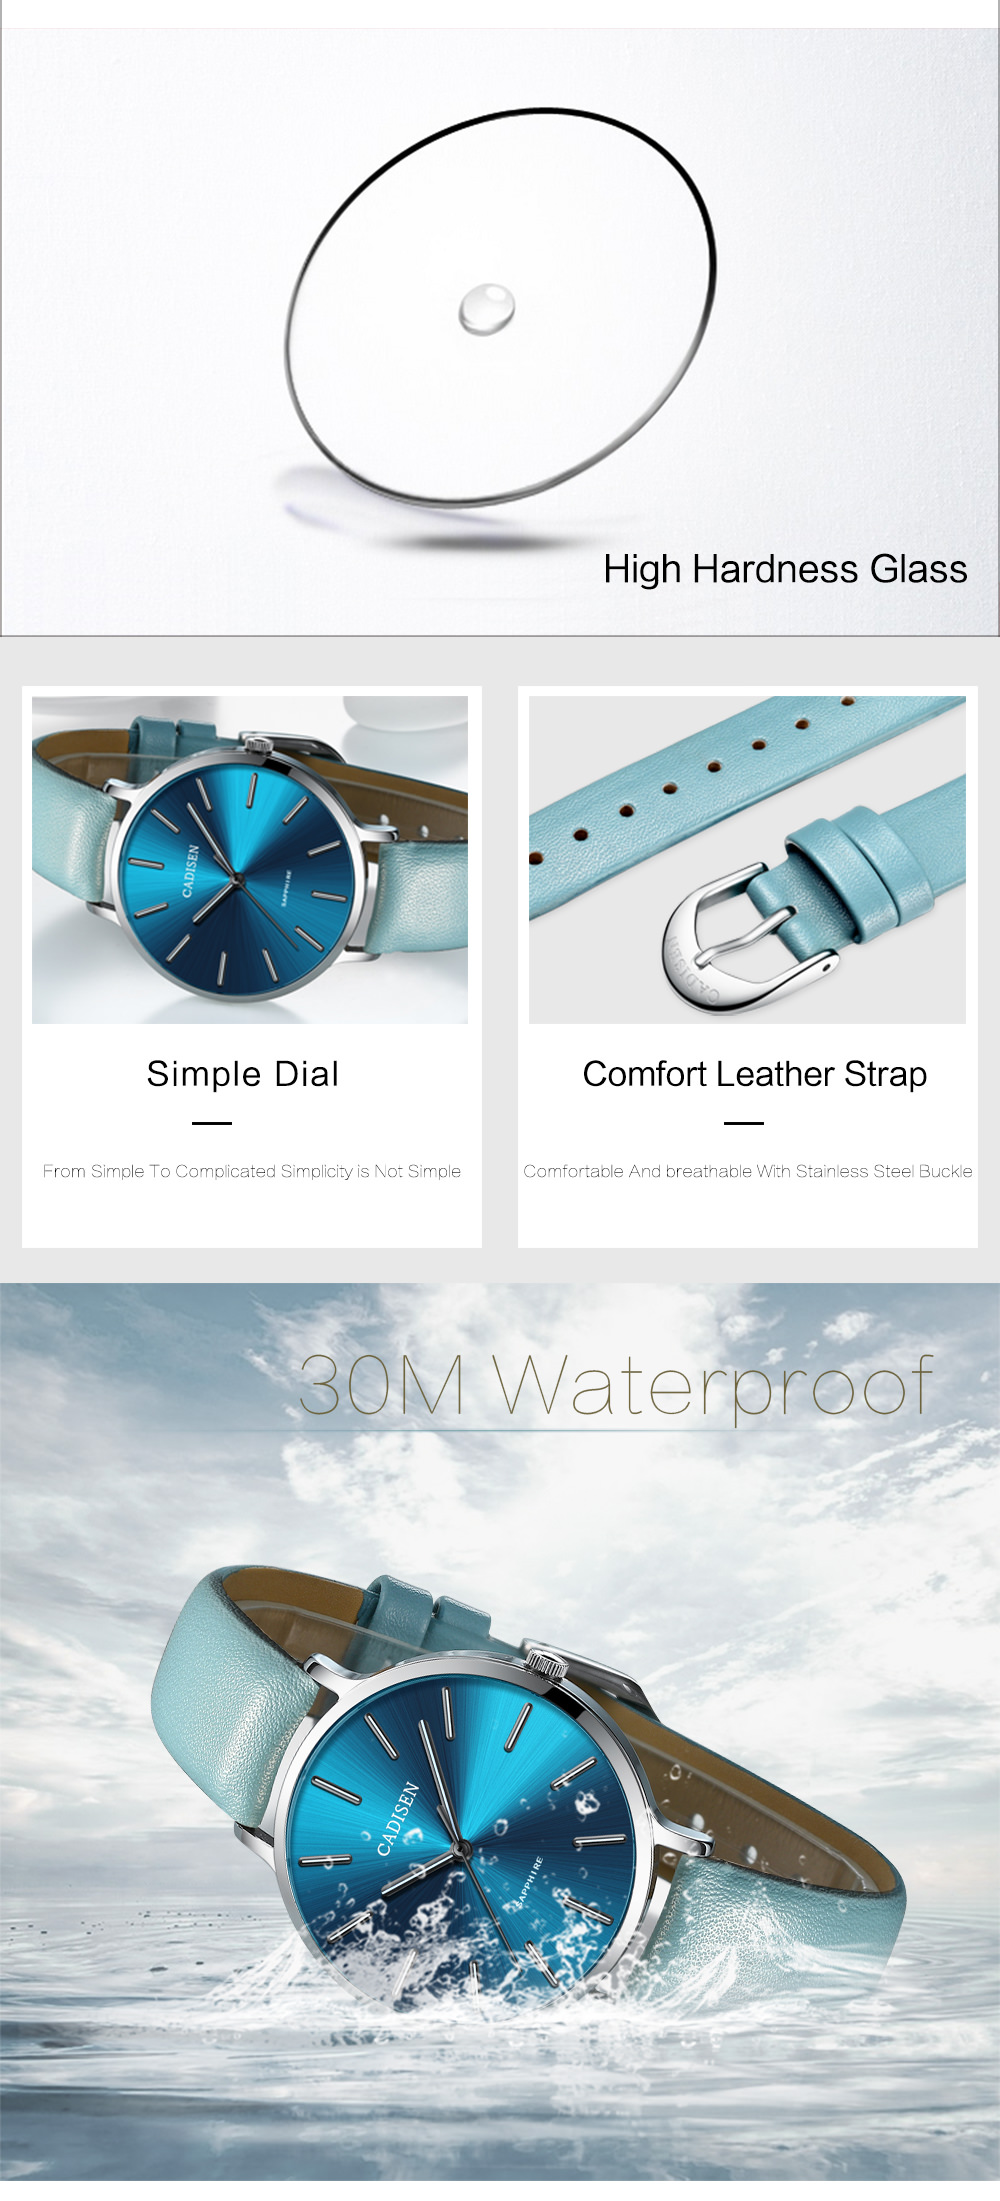 High Hardness Glass
CADISEN
SAPPHIRE
CADISEN
Simple Dial
Comfort Leather Strap
From Simple To Complicated Simplicity is Not Simple
Comfortable And breathable With Stainless Steel Buckle
30M Waterproof
CADISEN
SAPPHIRE